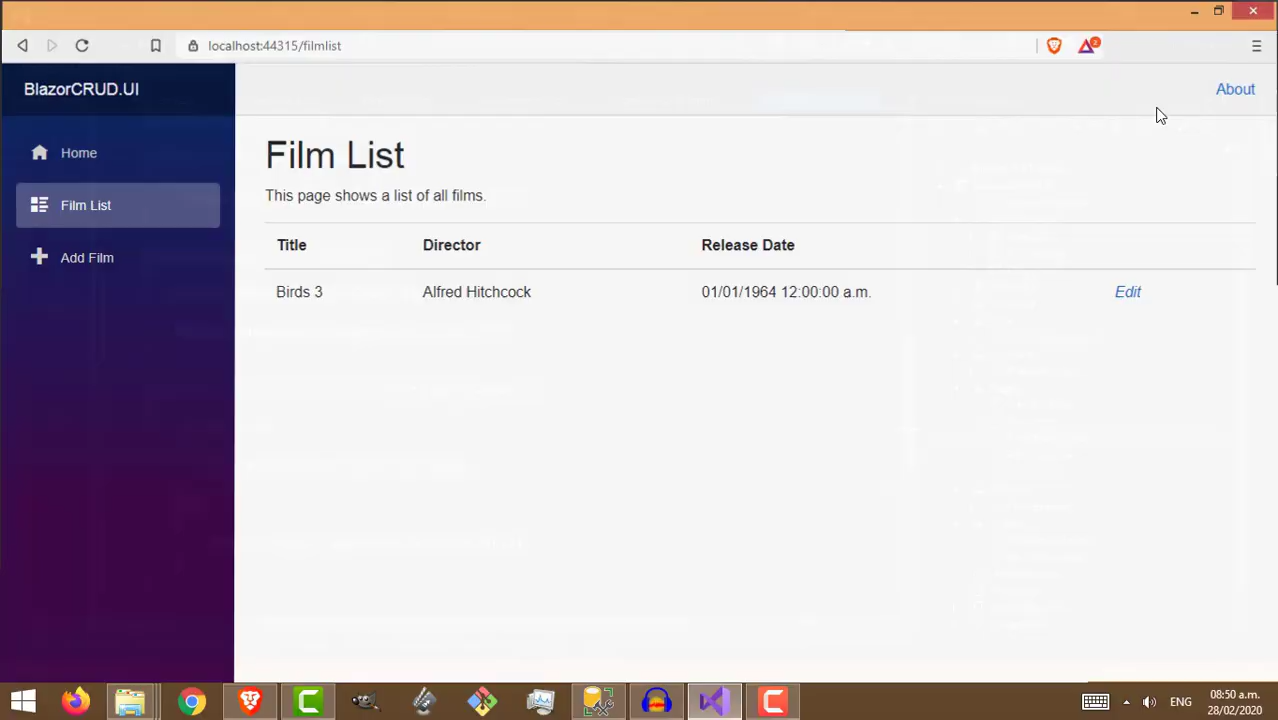 localhost:44315/filmlist
2
BlazorCRUD.UI
About
Home
Film List
Add Film
Film List
This page shows a list of all films.
Title Director Release Date
Birds 3 Alfred Hitchcock 01/01/1964 12:00:00 a.m. Edit
ENG
08:50 a.m.
28/02/2020